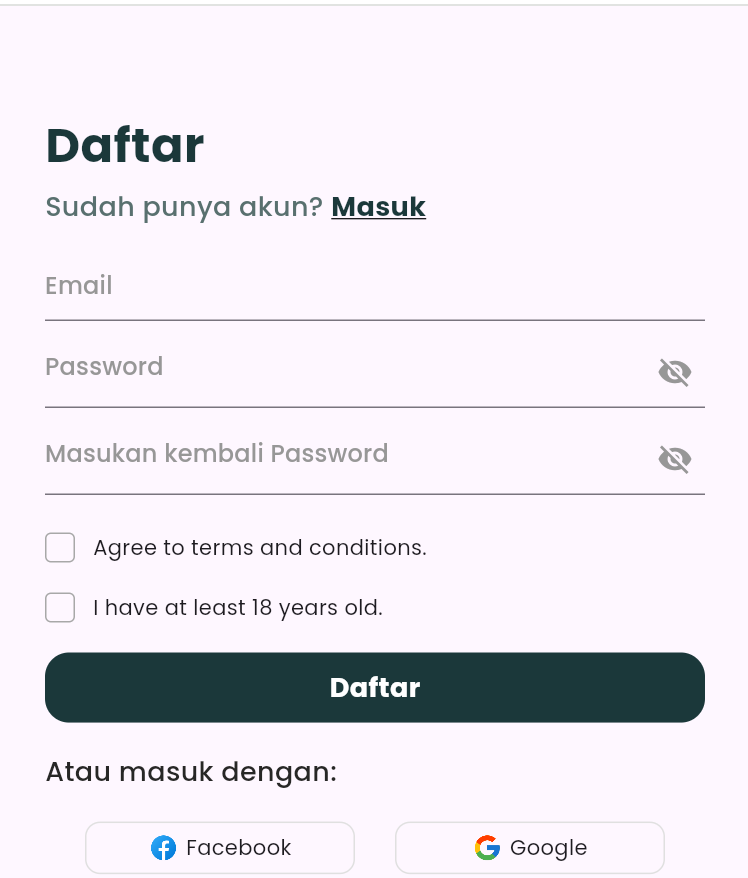 Daftar
Sudah punya akun? Masuk
Email
Password
Masukan kembali Password
Agree to terms and conditions.
I have at least 18 years old.
Daftar
Atau masuk dengan:
Facebook
Google